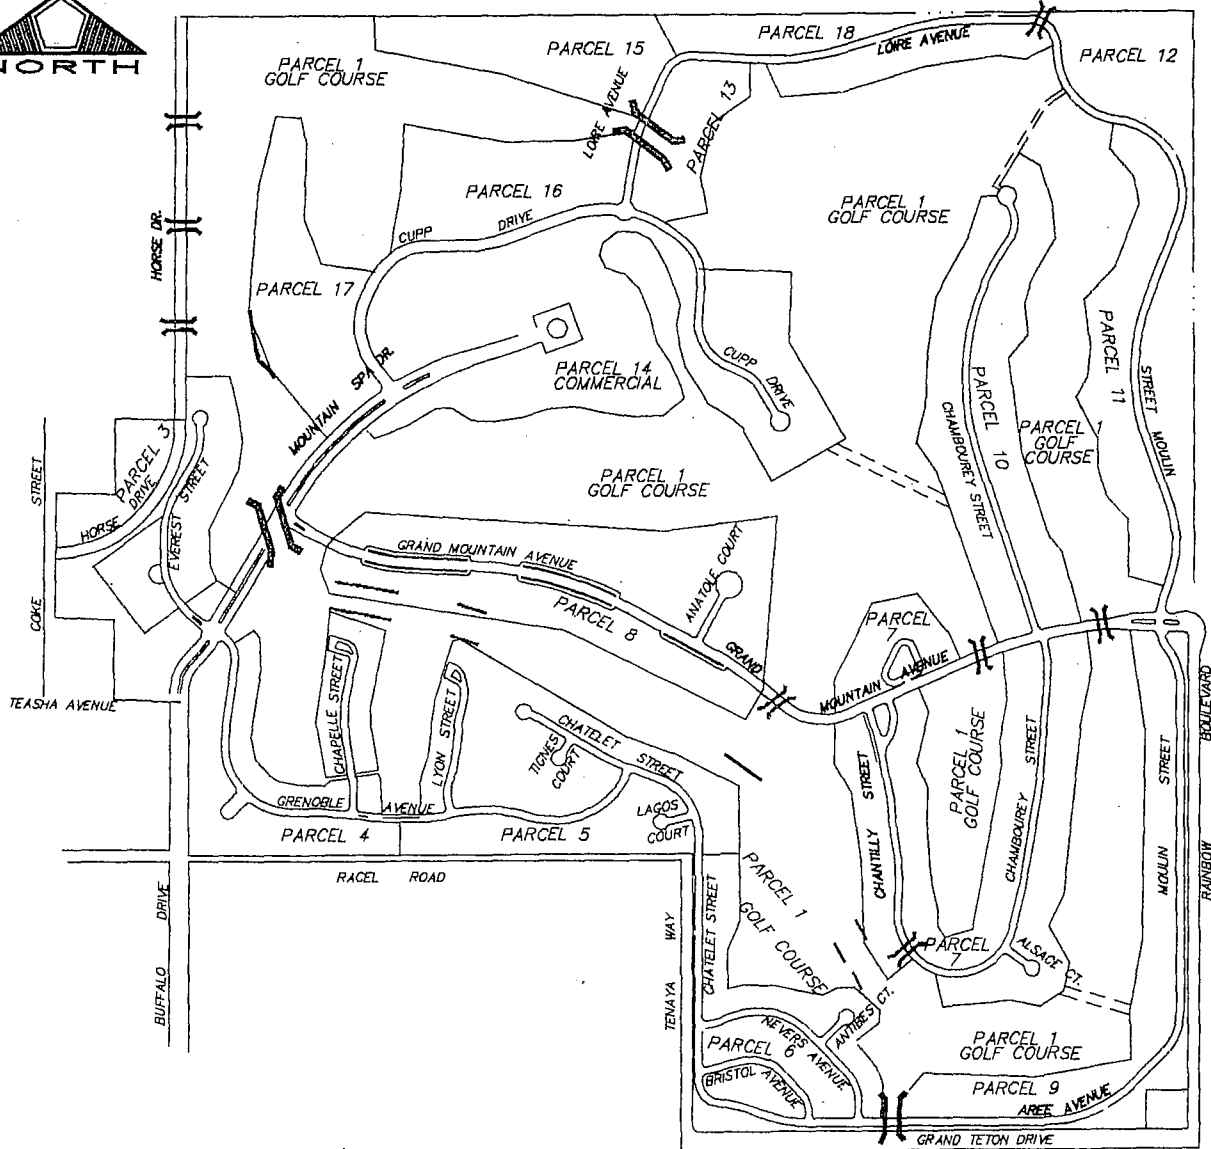 NORTH
PARCEL 1
GOLF COURSE
PARCEL 15
PARCEL 18
LOIRE AVENUE
PARCEL 12
LOIRE AVENUE
PARCEL 13
PARCEL 16
CUPP DRIVE
PARCEL 1
GOLF COURSE
HORSE DR.
PARCEL 17
MOUNTAIN SPA DR.
PARCEL 14
COMMERCIAL
CUPP DRIVE
PARCEL 10
CHAMBOUREY STREET
PARCEL 11
STREET MOULIN
PARCEL 1
GOLF
COURSE
COKE STREET
PARCEL 3
HORSE DRIVE
EVEREST STREET
PARCEL 1
GOLF COURSE
GRAND MOUNTAIN AVENUE
ANATOLE COURT
PARCEL 8
GRAND
MOUNTAIN AVENUE
PARCEL
7
TEASHA AVENUE
CHAPELLE STREET
LYON STREET
CHATELET STREET
TIGNES
COURT
GRENOBLE AVENUE
LAGOS
COURT
PARCEL 4
PARCEL 5
RACEL ROAD
CHANTILLY STREET
PARCEL 1
GOLF COURSE
CHAMBOUREY STREET
MOULIN STREET
RAINBOW BOULEVARD
BUFFALO DRIVE
TENAYA WAY
CHATELET STREET
PARCEL 1
GOLF COURSE
PARCEL
7
ALSACE CT.
ANTIBES CT.
NEVERS AVENUE
PARCEL 6
BRISTOL AVENUE
PARCEL 1
GOLF COURSE
PARCEL 9
AREE AVENUE
GRAND TETON DRIVE